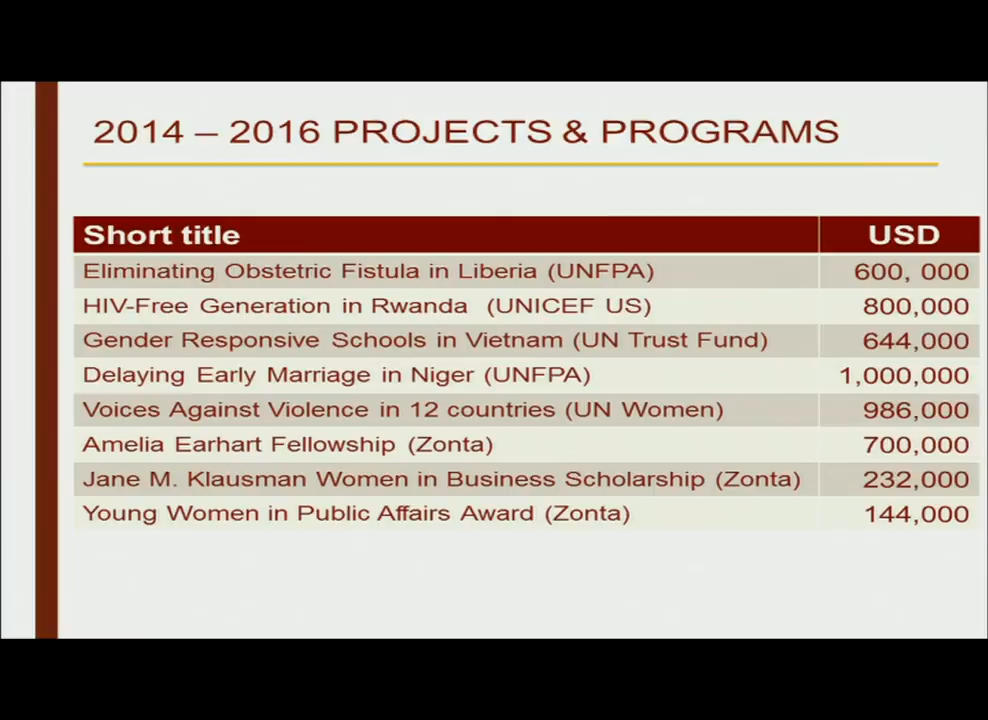 2014 – 2016 PROJECTS & PROGRAMS
Short title USD
Eliminating Obstetric Fistula in Liberia (UNFPA) 600, 000
HIV-Free Generation in Rwanda (UNICEF US) 800,000
Gender Responsive Schools in Vietnam (UN Trust Fund) 644,000
Delaying Early Marriage in Niger (UNFPA) 1,000,000
Voices Against Violence in 12 countries (UN Women) 986,000
Amelia Earhart Fellowship (Zonta) 700,000
Jane M. Klausman Women in Business Scholarship (Zonta) 232,000
Young Women in Public Affairs Award (Zonta) 144,000